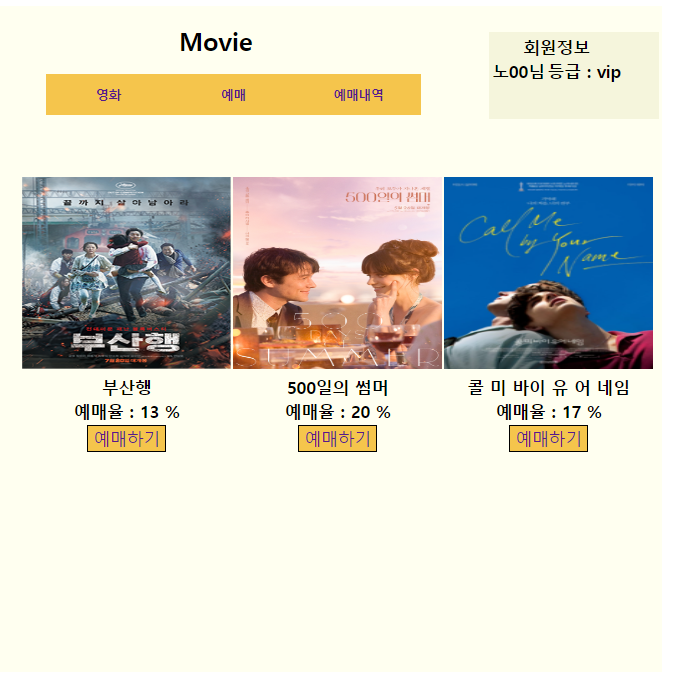 Movie
회원정보
노00님 등급 : vip
영화 예매 예매내역
끝까지 살아남아라
부산행
500일의 썸머
500
SUMMER
Call Me
by Your
Name
부산행
500일의 썸머
콜 미 바이 유 어 네임
예매율 : 13 %
예매율 : 20 %
예매율 : 17 %
예매하기
예매하기
예매하기